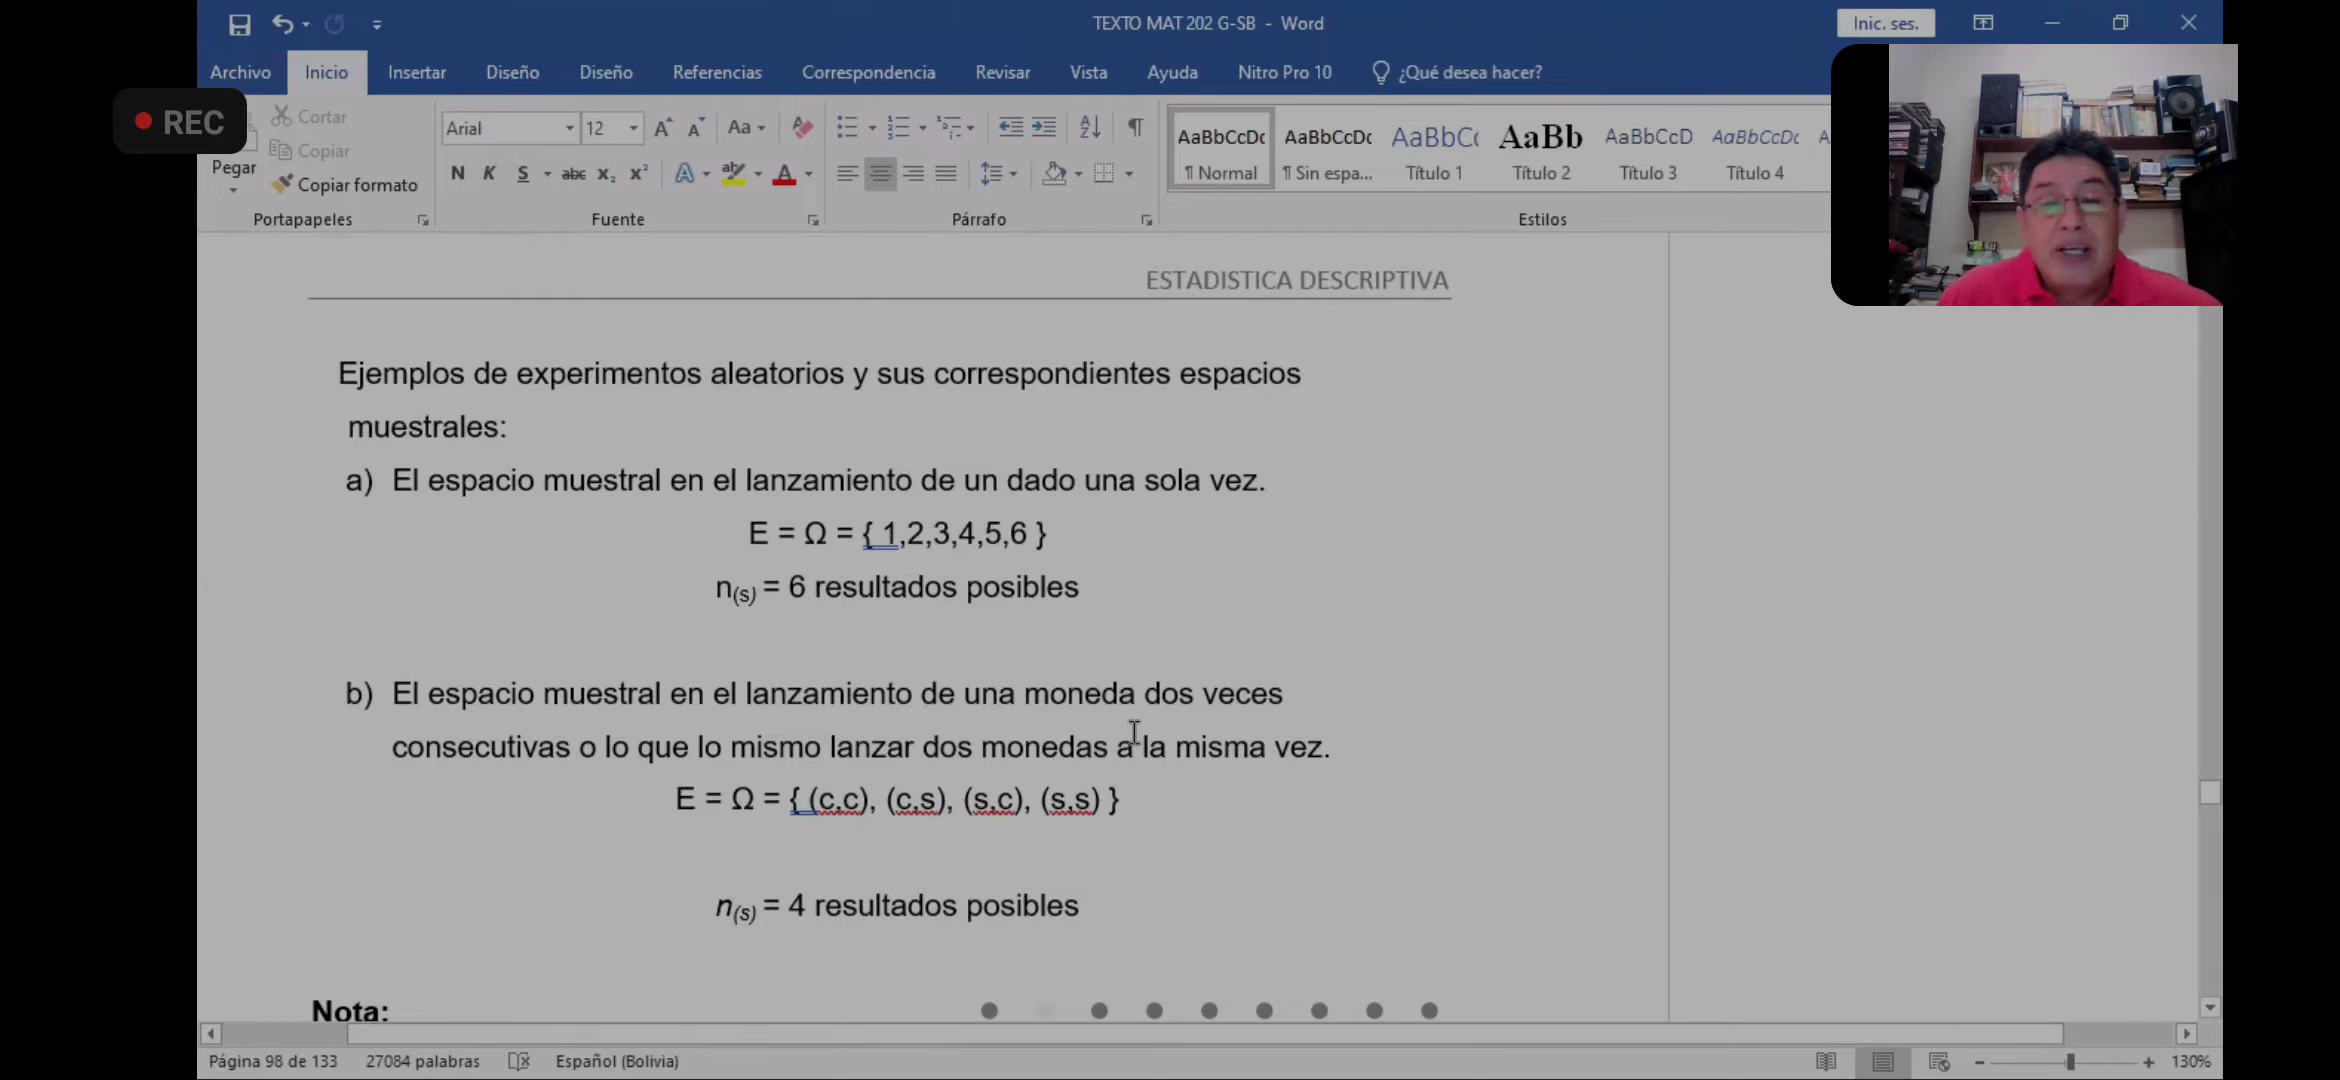 TEXTO MAT 202 G-SB - Word
Inic. ses.
Archivo Inicio Insertar Diseño Diseño Referencias Correspondencia Revisar Vista Ayuda Nitro Pro 10 ¿Qué desea hacer?
REC
Pegar
Cortar
Copiar
Copiar formato
Portapapeles
Arial 12
Aa
N K S abc x₂ x²
Fuente
Párrafo
AaBbCcDc AaBbCcDc AaBbC( AaBb AaBbCcD AaBbCcDc
¶ Normal ¶ Sin espa... Título 1 Título 2 Título 3 Título 4
Estilos
ESTADISTICA DESCRIPTIVA
Ejemplos de experimentos aleatorios y sus correspondientes espacios
muestrales:
a) El espacio muestral en el lanzamiento de un dado una sola vez.
E = Ω = { 1,2,3,4,5,6 }
n(s) = 6 resultados posibles
b) El espacio muestral en el lanzamiento de una moneda dos veces
consecutivas o lo que lo mismo lanzar dos monedas a la misma vez.
E = Ω = { (c,c), (c,s), (s,c), (s,s) }
n(s) = 4 resultados posibles
Nota:
Página 98 de 133 27084 palabras Español (Bolivia) 130%